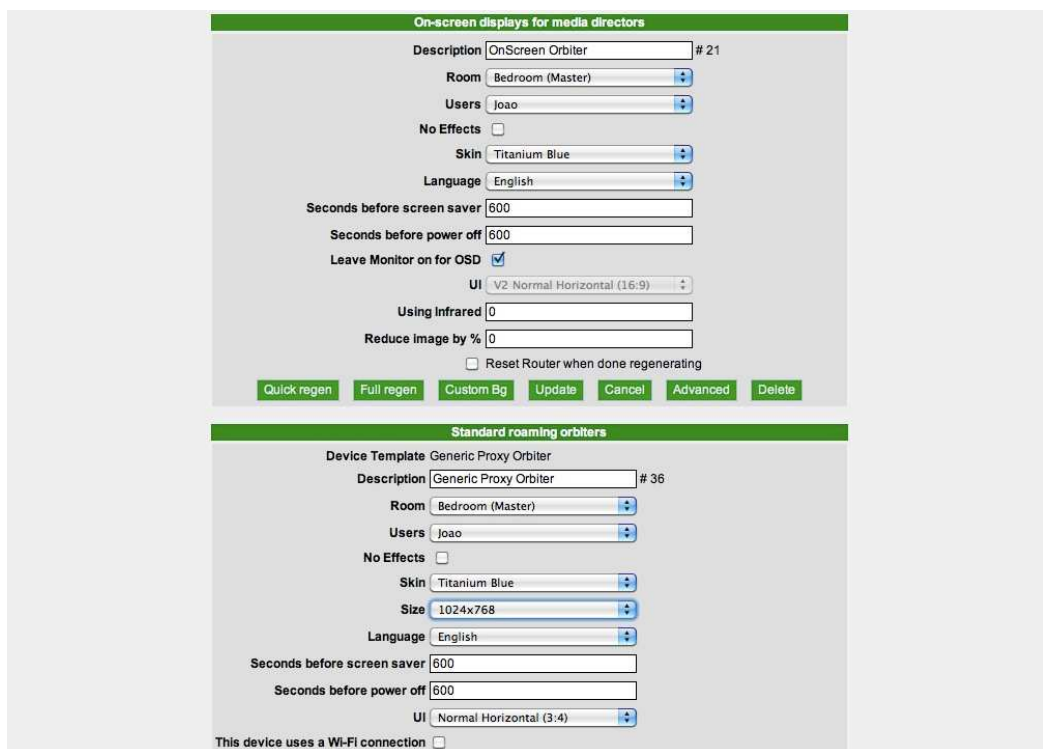 On-screen displays for media directors
Description OnScreen Orbiter # 21
Room Bedroom (Master)
Users Joao
No Effects
Skin Titanium Blue
Language English
Seconds before screen saver 600
Seconds before power off 600
Leave Monitor on for OSD
UI V2 Normal Horizontal (16:9)
Using Infrared 0
Reduce image by % 0
Reset Router when done regenerating
Quick regen Full regen Custom Bg Update Cancel Advanced Delete
Standard roaming orbiters
Device Template Generic Proxy Orbiter
Description Generic Proxy Orbiter # 36
Room Bedroom (Master)
Users Joao
No Effects
Skin Titanium Blue
Size 1024x768
Language English
Seconds before screen saver 600
Seconds before power off 600
UI Normal Horizontal (3:4)
This device uses a Wi-Fi connection